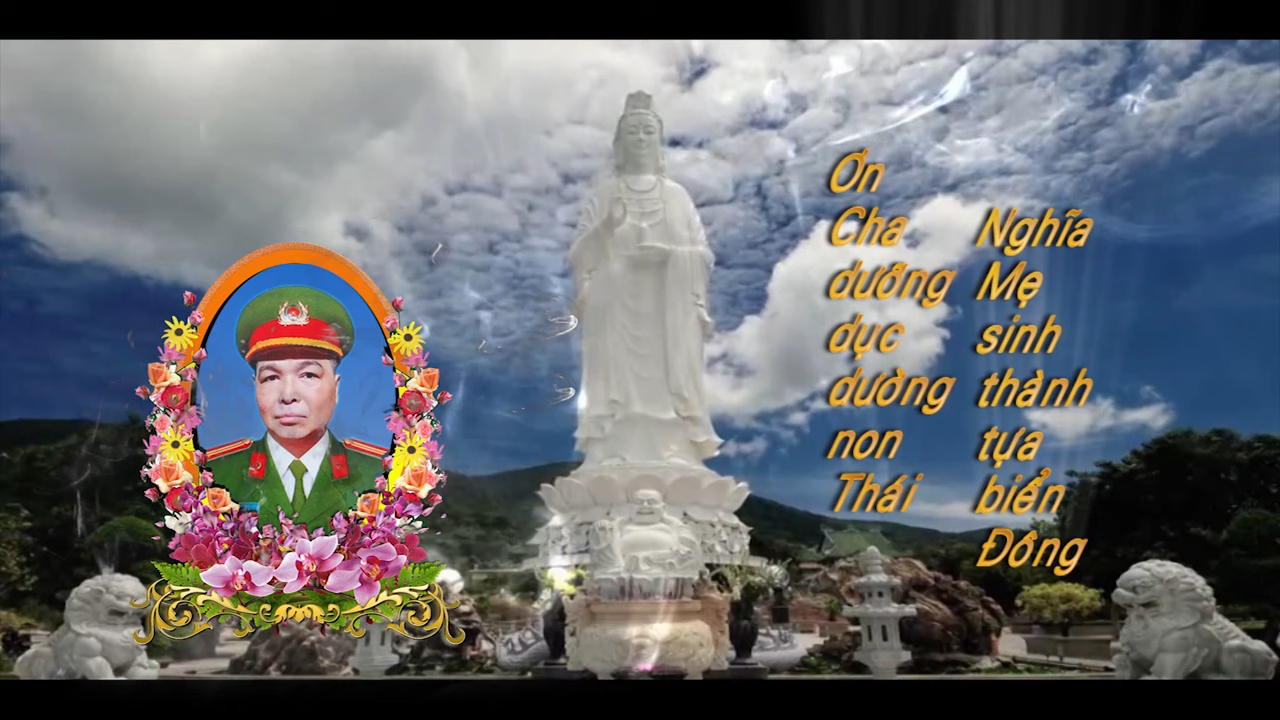 Ơn
Cha
dưỡng
dục
dường
non
Thái
Nghĩa
Mẹ
sinh
thành
tựa
biển
Đông